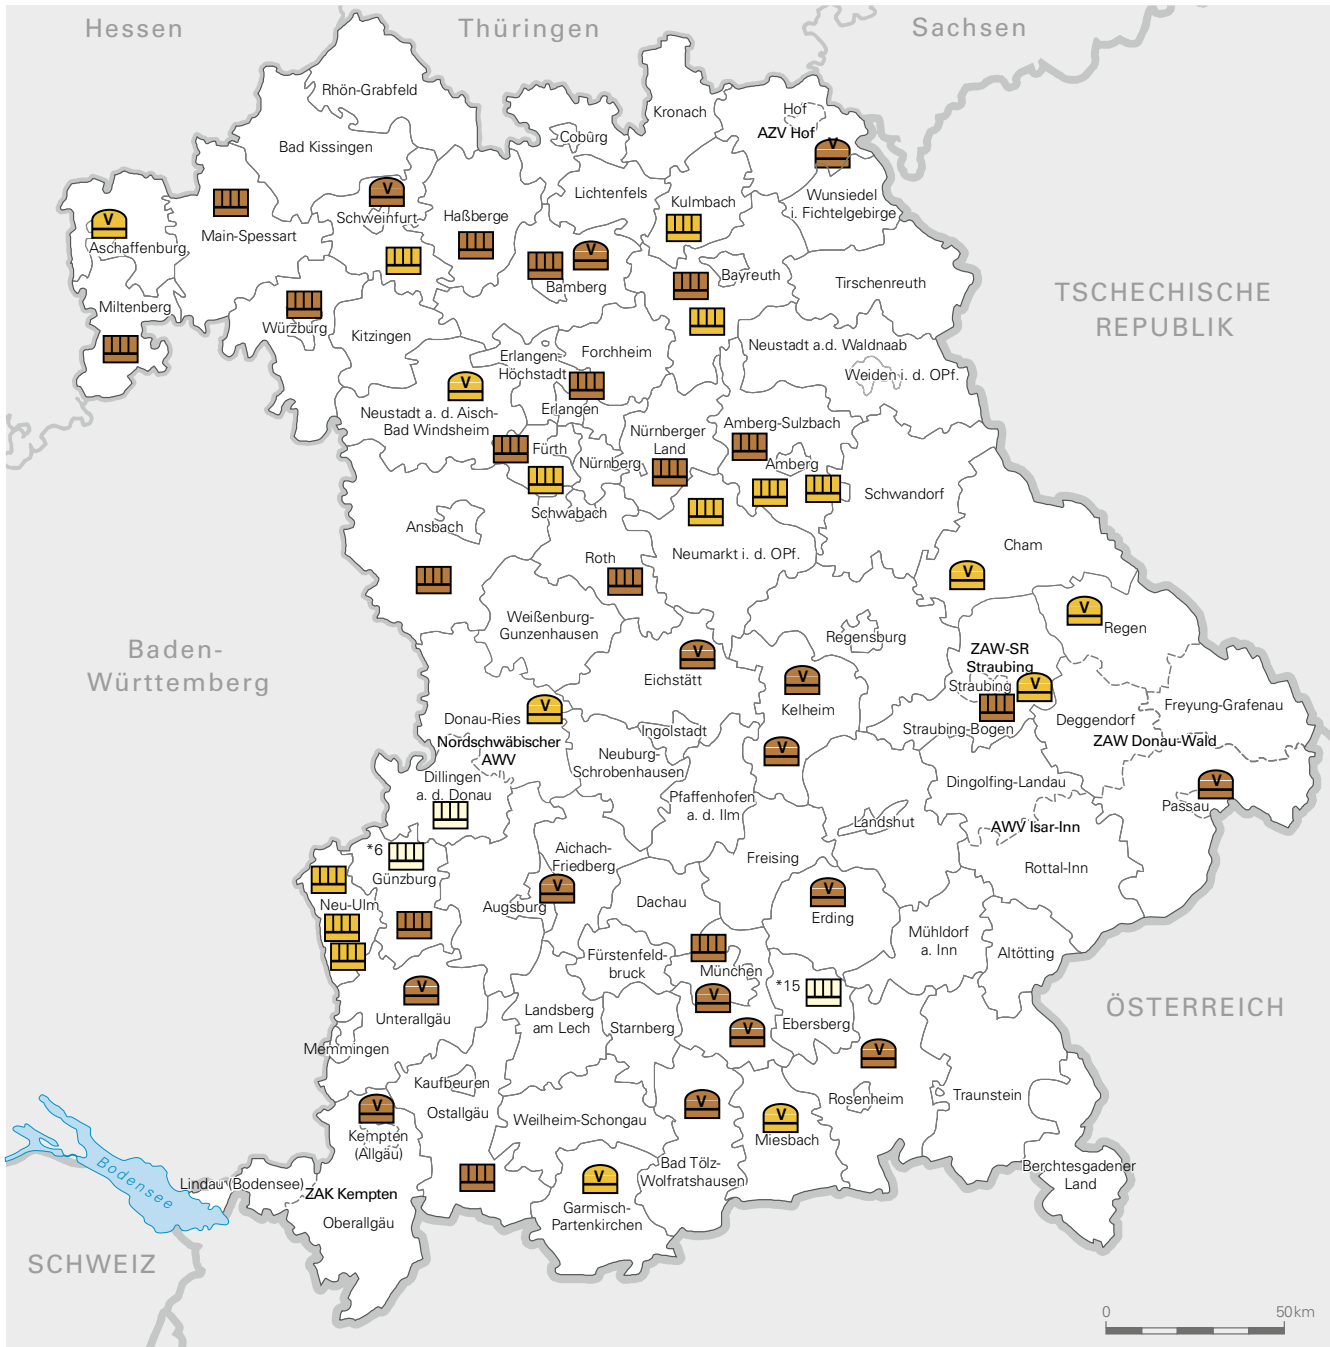 Hessen
Thüringen
Sachsen
Rhön-Grabfeld
Kronach
Hof
AZV Hof
V
Coburg
Bad Kissingen
Lichtenfels
Wunsiedel
i. Fichtelgebirge
V
Schweinfurt
Haßberge
Kulmbach
V
Aschaffenburg
Main-Spessart
V
Bamberg
Bayreuth
Tirschenreuth
TSCHECHISCHE
REPUBLIK
Miltenberg
Würzburg
Kitzingen
Erlangen-
Höchstadt
Forchheim
Neustadt a.d. Waldnaab
Weiden i. d. OPf.
V
Neustadt a. d. Aisch-
Bad Windsheim
Erlangen
Nürnberger
Land
Amberg-Sulzbach
Fürth
Nürnberg
Amberg
Schwandorf
Ansbach
Schwabach
Neumarkt i. d. OPf.
Cham
V
Roth
Weißenburg-
Gunzenhausen
Regensburg
V
Regen
Baden-
Württemberg
ZAW-SR
Straubing
Straubing
V
V
Eichstätt
V
Kelheim
V
Donau-Ries
Ingolstadt
Straubing-Bogen
Deggendorf
Freyung-Grafenau
ZAW Donau-Wald
Nordschwäbischer
AWV
Neuburg-
Schrobenhausen
V
Dillingen
a. d. Donau
Pfaffenhofen
a. d. Ilm
Dingolfing-Landau
V
Passau
Landshut
AWV Isar-Inn
*6
Günzburg
Aichach-
Friedberg
V
Freising
Rottal-Inn
Neu-Ulm
Augsburg
Dachau
V
Erding
Mühldorf
a. Inn
Altötting
Fürstenfeld-
bruck
München
V
*15
Ebersberg
ÖSTERREICH
V
Unterallgäu
Landsberg
am Lech
Starnberg
V
Memmingen
V
Rosenheim
Traunstein
Kaufbeuren
Ostallgäu
V
Kempten
(Allgäu)
Weilheim-Schongau
V
V
Miesbach
Bodensee
Lindau (Bodensee)
ZAK Kempten
Oberallgäu
V
Garmisch-
Partenkirchen
Bad Tölz-
Wolfratshausen
Berchtesgadener
Land
SCHWEIZ
0
50km